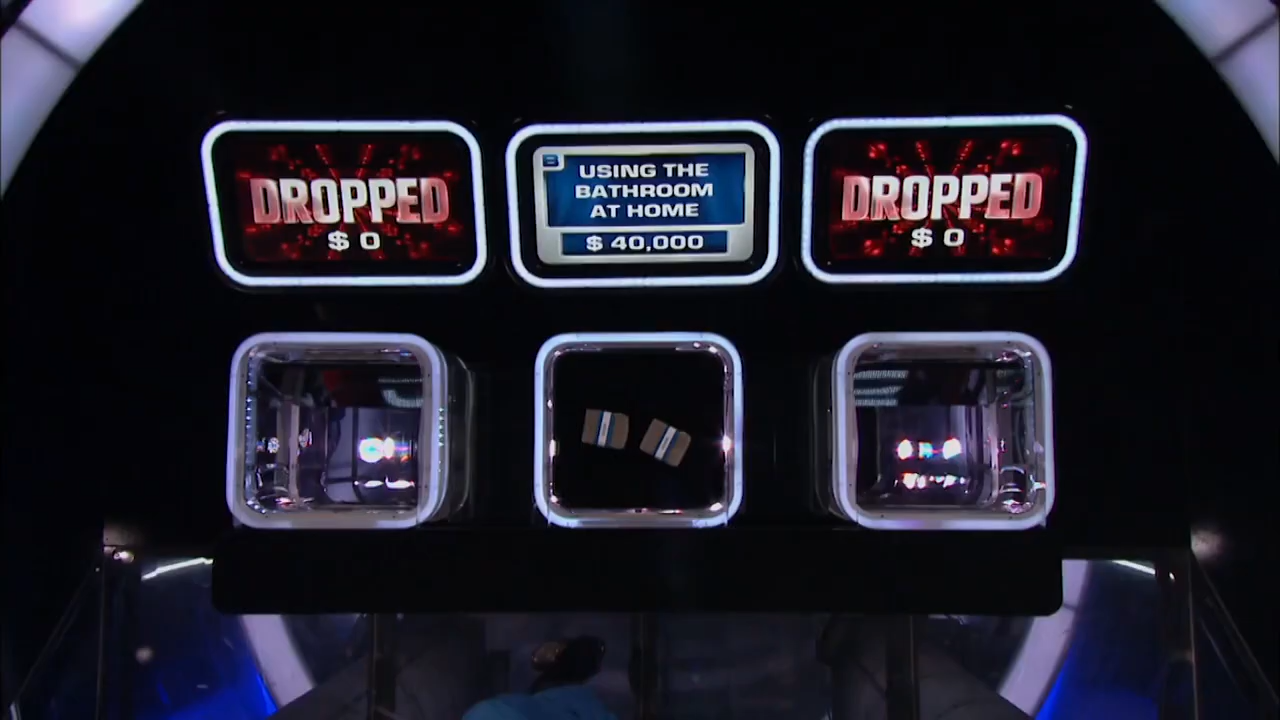 DROPPED
$ 0
B
USING THE
BATHROOM
AT HOME
$ 40,000
DROPPED
$ 0